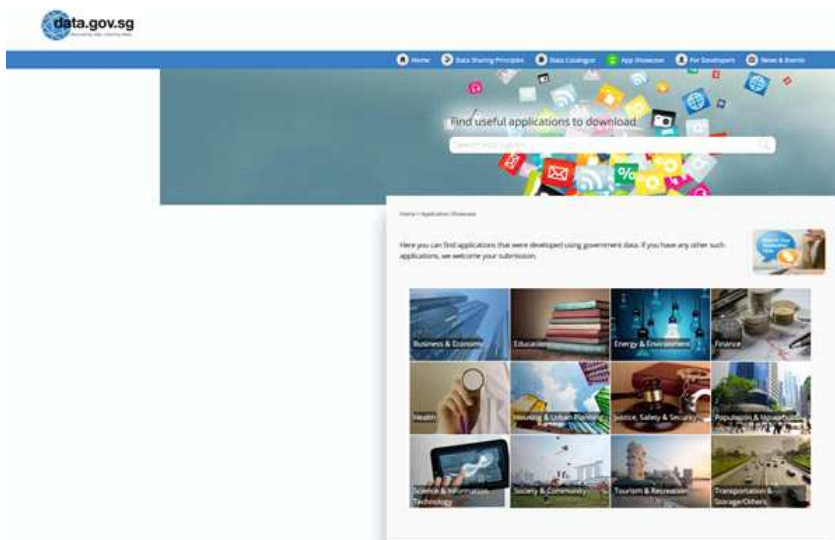 data.gov.sg
Home
Data Sharing Principles
Data Catalogue
App Showcase
For Developers
News & Events
Find useful applications to download
Home > Application Showcase
Here you can find applications that were developed using government data. If you have any other such
applications, we welcome your submission.
Business & Economy
Education
Energy & Environment
Finance
Health
Housing & Urban Planning
Justice, Safety & Security
Population & Household
Science & Information
Technology
Society & Community
Tourism & Recreation
Transportation &
Storage/Others